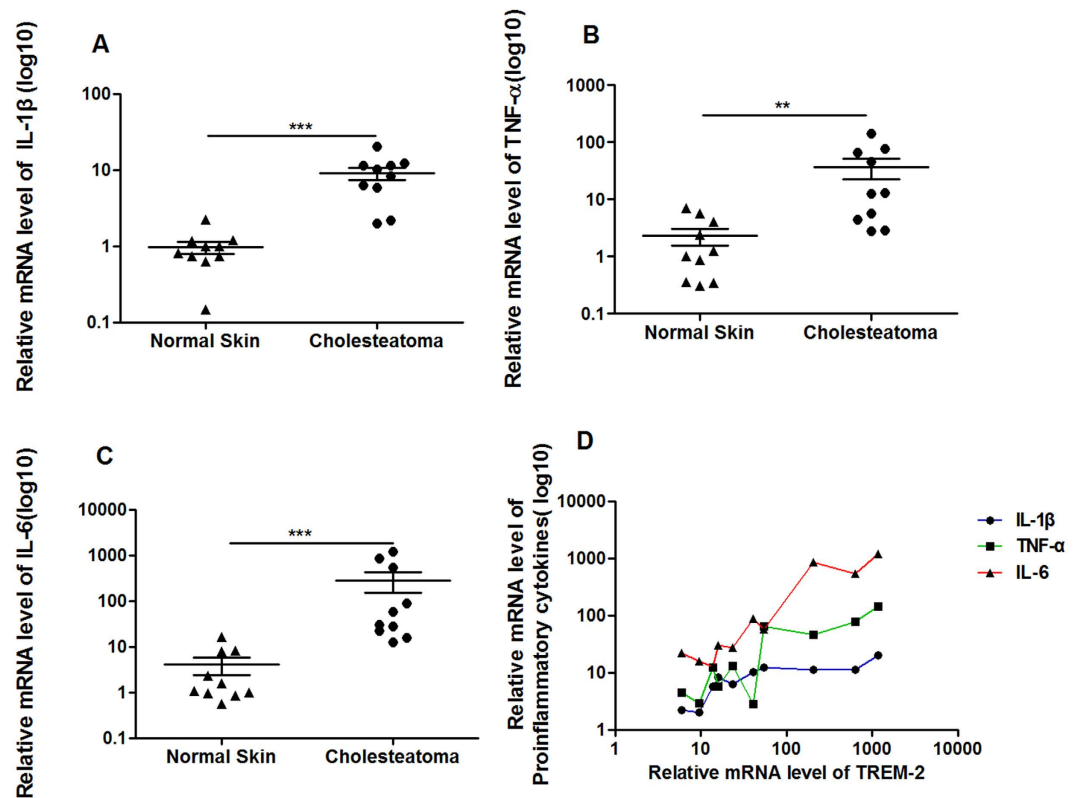 A
Relative mRNA level of IL-1β (log10)
100
10
1
0.1
***
Normal Skin
Cholesteatoma
B
Relative mRNA level of TNF-α(log10)
1000
100
10
1
0.1
**
Normal Skin
Cholesteatoma
C
Relative mRNA level of IL-6(log10)
10000
1000
100
10
1
0.1
***
Normal Skin
Cholesteatoma
D
Relative mRNA level of
Proinflammatory cytokines( log10)
10000
1000
100
10
1
1
10
100
1000
10000
Relative mRNA level of TREM-2
IL-1β
TNF-α
IL-6